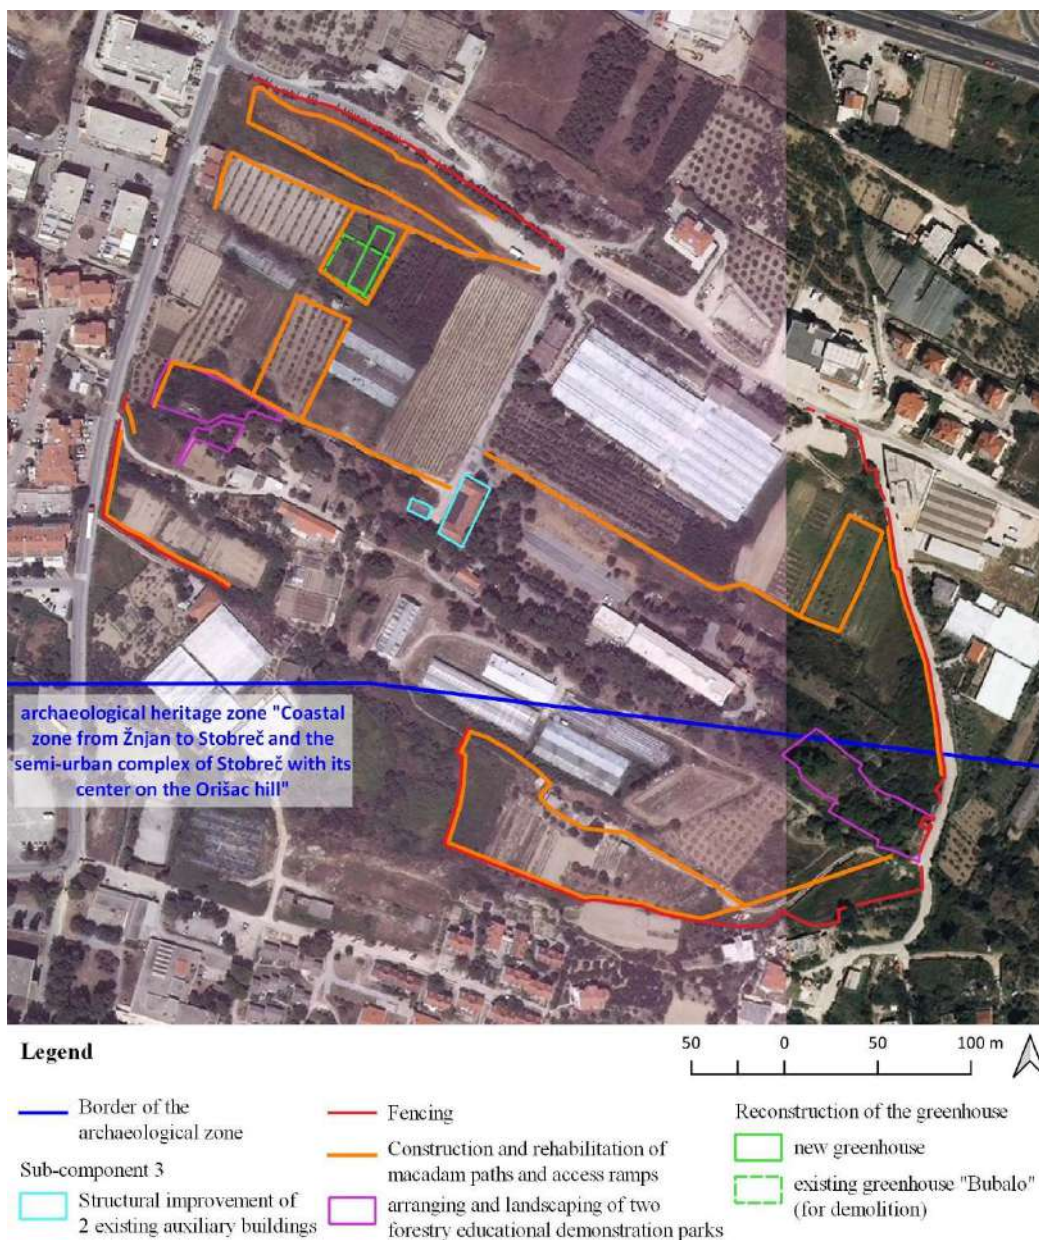 archaeological heritage zone "Coastal
zone from Žnjan to Stobreč and the
semi-urban complex of Stobreč with its
center on the Orišac hill"
Legend
50 0 50 100 m
Border of the
archaeological zone
Sub-component 3
Structural improvement of
2 existing auxiliary buildings
Fencing
Construction and rehabilitation of
macadam paths and access ramps
arranging and landscaping of two
forestry educational demonstration parks
Reconstruction of the greenhouse
new greenhouse
existing greenhouse "Bubalo"
(for demolition)